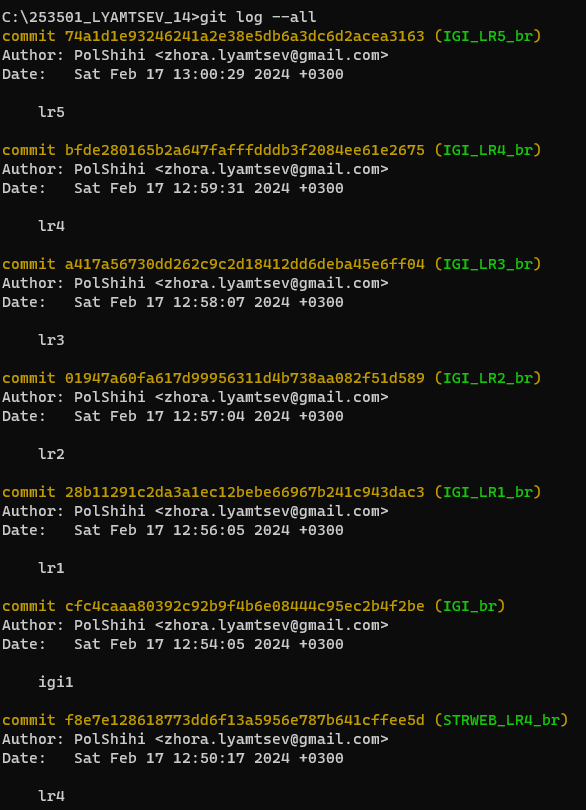 C:\253501_LYAMTSEV_14>git log --all
commit 74a1d1e93246241a2e38e5db6a3dc6d2acea3163 (IGI_LR5_br)
Author: PolShihi <zhora.lyamtsev@gmail.com>
Date:   Sat Feb 17 13:00:29 2024 +0300
lr5
commit bfde280165b2a647fafffdddb3f2084ee61e2675 (IGI_LR4_br)
Author: PolShihi <zhora.lyamtsev@gmail.com>
Date:   Sat Feb 17 12:59:31 2024 +0300
lr4
commit a417a56730dd262c9c2d18412dd6deba45e6ff04 (IGI_LR3_br)
Author: PolShihi <zhora.lyamtsev@gmail.com>
Date:   Sat Feb 17 12:58:07 2024 +0300
lr3
commit 01947a60fa617d99956311d4b738aa082f51d589 (IGI_LR2_br)
Author: PolShihi <zhora.lyamtsev@gmail.com>
Date:   Sat Feb 17 12:57:04 2024 +0300
lr2
commit 28b11291c2da3a1ec12bebe66967b241c943dac3 (IGI_LR1_br)
Author: PolShihi <zhora.lyamtsev@gmail.com>
Date:   Sat Feb 17 12:56:05 2024 +0300
lr1
commit cfc4caaa80392c92b9f4b6e08444c95ec2b4f2be (IGI_br)
Author: PolShihi <zhora.lyamtsev@gmail.com>
Date:   Sat Feb 17 12:54:05 2024 +0300
igi1
commit f8e7e128618773dd6f13a5956e787b641cffee5d (STRWEB_LR4_br)
Author: PolShihi <zhora.lyamtsev@gmail.com>
Date:   Sat Feb 17 12:50:17 2024 +0300
lr4